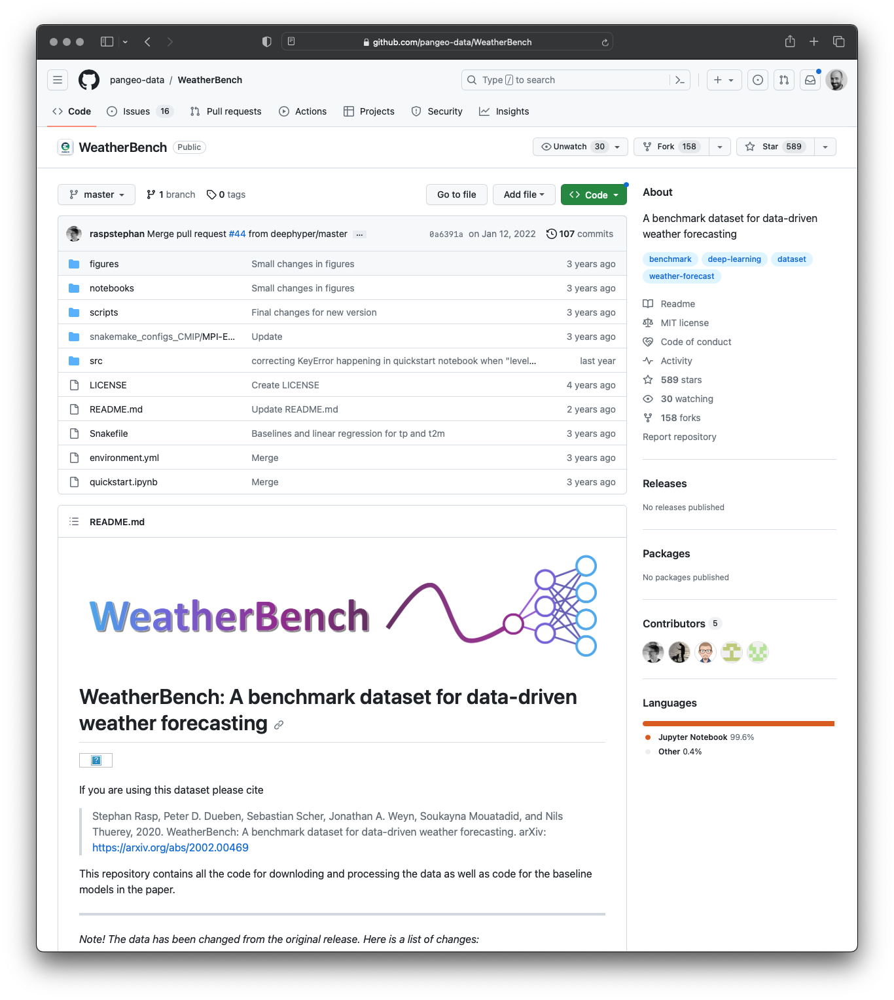 github.com/pangeo-data/WeatherBench
pangeo-data / WeatherBench
Type / to search
Code
Issues 16
Pull requests
Actions
Projects
Security
Insights
WeatherBench Public
Unwatch 30
Fork 158
Star 589
master
1 branch
0 tags
Go to file
Add file
Code
raspstephan Merge pull request #44 from deephyper/master ...
0a6391a on Jan 12, 2022
107 commits
figures Small changes in figures 3 years ago
notebooks Small changes in figures 3 years ago
scripts Final changes for new version 3 years ago
snakemake_configs_CMIP/MPI-E... Update 3 years ago
src correcting KeyError happening in quickstart notebook when "level... last year
LICENSE Create LICENSE 4 years ago
README.md Update README.md 2 years ago
Snakefile Baselines and linear regression for tp and t2m 3 years ago
environment.yml Merge 3 years ago
quickstart.ipynb Merge 3 years ago
README.md
WeatherBench
WeatherBench: A benchmark dataset for data-driven
weather forecasting
?
If you are using this dataset please cite
Stephan Rasp, Peter D. Dueben, Sebastian Scher, Jonathan A. Weyn, Soukayna Mouatadid, and Nils
Thuerey, 2020. WeatherBench: A benchmark dataset for data-driven weather forecasting. arXiv:
https://arxiv.org/abs/2002.00469
This repository contains all the code for downloding and processing the data as well as code for the baseline
models in the paper.
Note! The data has been changed from the original release. Here is a list of changes:
About
A benchmark dataset for data-driven
weather forecasting
benchmark deep-learning dataset
weather-forecast
Readme
MIT license
Code of conduct
Activity
589 stars
30 watching
158 forks
Report repository
Releases
No releases published
Packages
No packages published
Contributors 5
Languages
Jupyter Notebook 99.6%
Other 0.4%